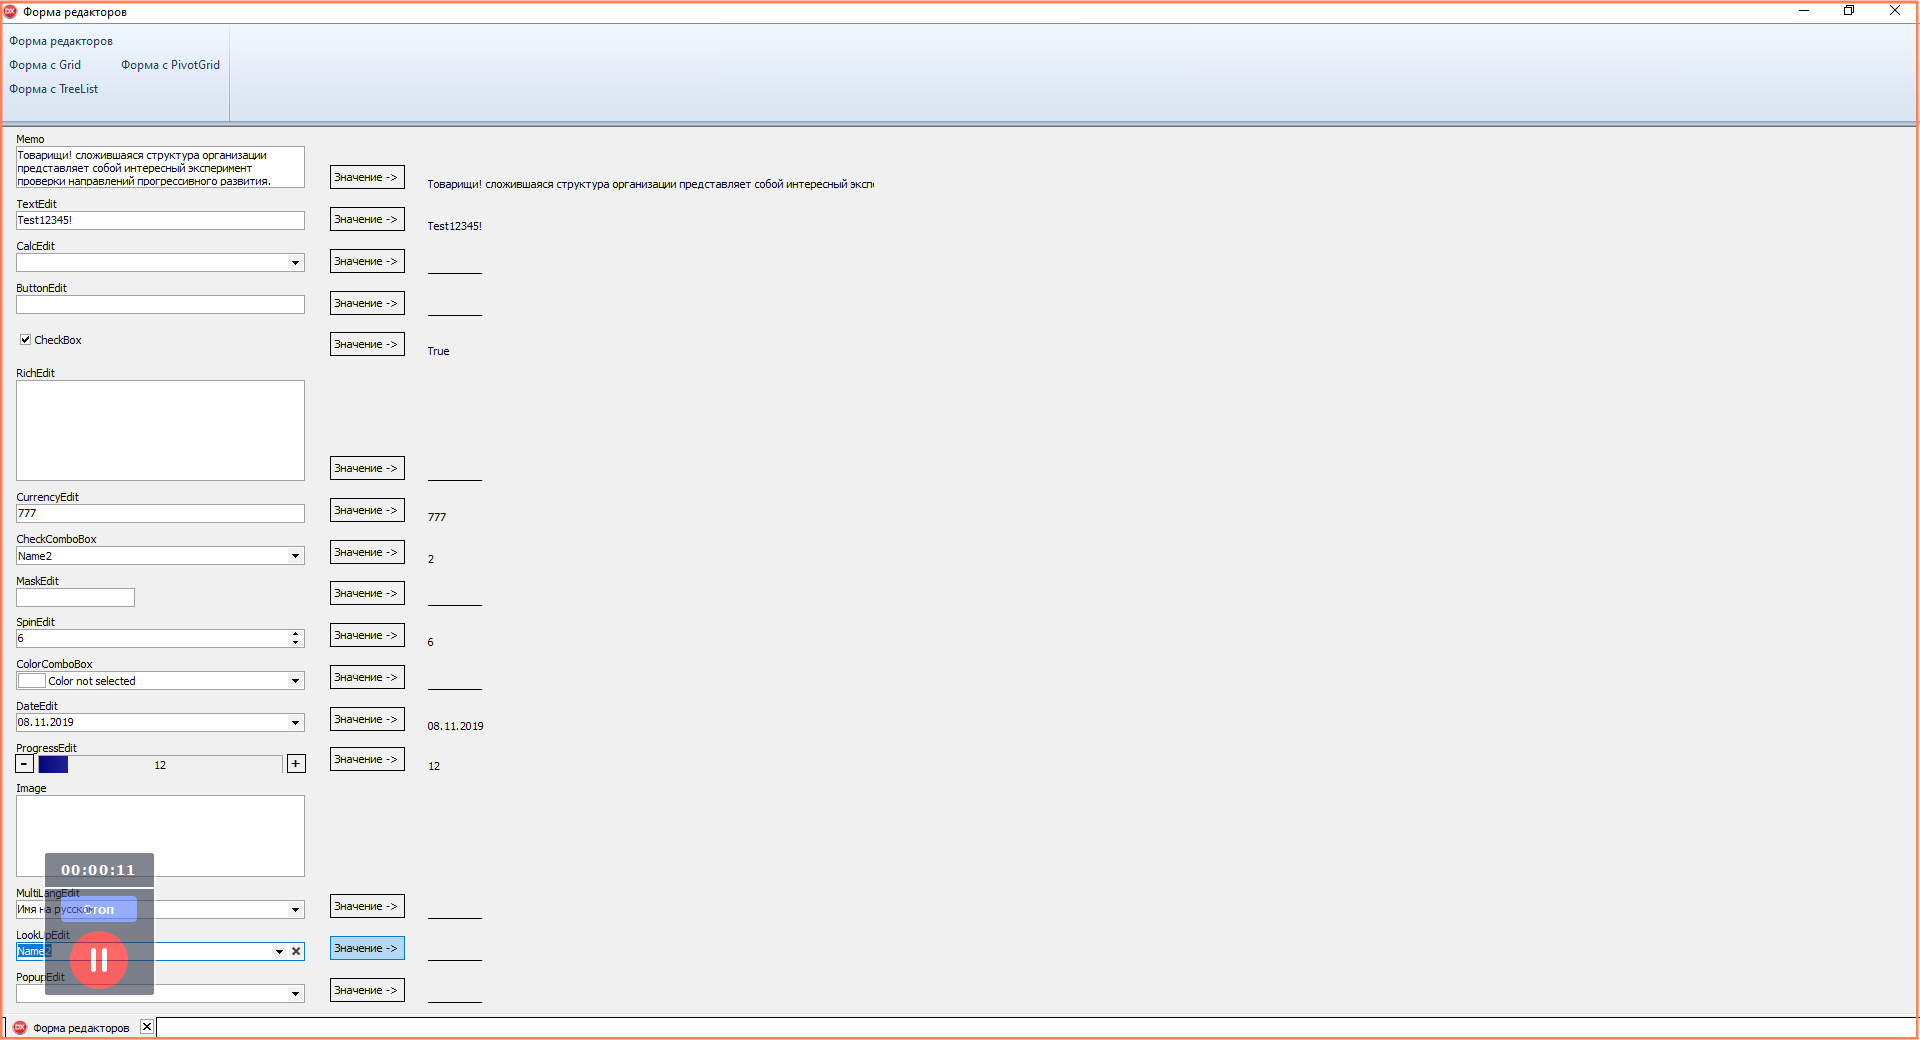 Форма редакторов
Форма редакторов
Форма с Grid Форма с PivotGrid
Форма с TreeList
Memo
Товарищи! сложившаяся структура организации
представляет собой интересный эксперимент
проверки направлений прогрессивного развития.
Значение ->
Товарищи! сложившаяся структура организации представляет собой интересный эксп
TextEdit
Test12345!
Значение ->
Test12345!
CalcEdit
Значение ->
ButtonEdit
Значение ->
CheckBox
Значение ->
True
RichEdit
Значение ->
CurrencyEdit
777
Значение ->
777
CheckComboBox
Name2
Значение ->
2
MaskEdit
Значение ->
SpinEdit
6
Значение ->
6
ColorComboBox
Color not selected
Значение ->
DateEdit
08.11.2019
Значение ->
08.11.2019
ProgressEdit
- 12 +
Значение ->
12
Image
00:00:11
MultiLangEdit
Имя на русском
Стоп
Значение ->
LookUpEdit
Name2
Значение ->
PopupEdit
Значение ->
DX Форма редакторов